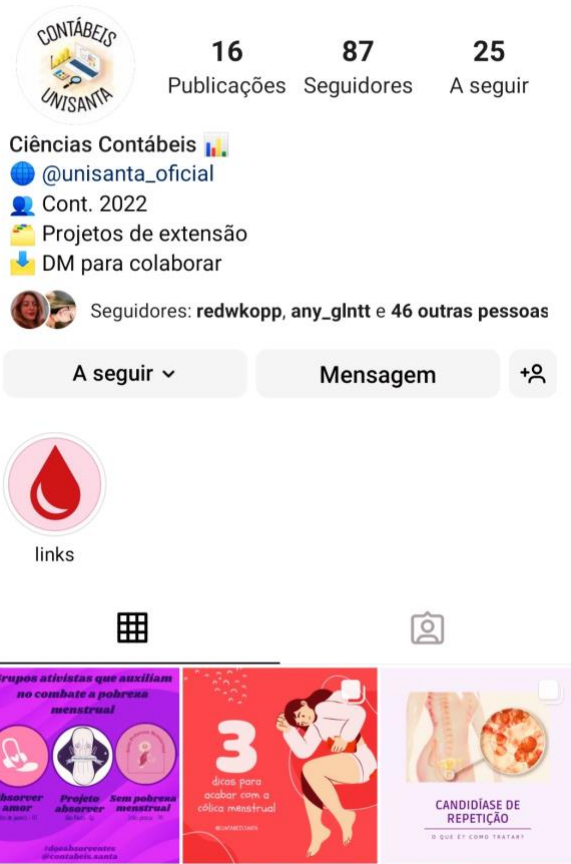 CONTÁBEIS
UNISANTA
16 87 25
Publicações Seguidores A seguir
Ciências Contábeis
@unisanta_oficial
Cont. 2022
Projetos de extensão
DM para colaborar
Seguidores: redwkopp, any_glntt e 46 outras pessoas
A seguir
Mensagem
links
rupos ativistas que auxiliam
no combate a pobreza
menstrual
bsorver Projeto Sem pobreza
amor absorver menstrual
#doeabsorventes
@contabeis.santa
3
dicas para
acabar com a
cólica menstrual
CANDIDÍASE DE
REPETIÇÃO
O QUE É? COMO TRATAR?